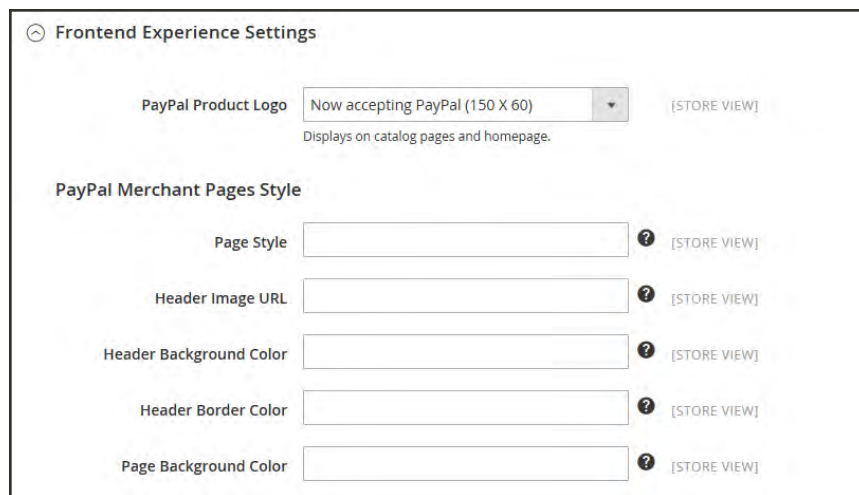 Frontend Experience Settings
PayPal Product Logo Now accepting PayPal (150 X 60) [STORE VIEW]
Displays on catalog pages and homepage.
PayPal Merchant Pages Style
Page Style ? [STORE VIEW]
Header Image URL ? [STORE VIEW]
Header Background Color ? [STORE VIEW]
Header Border Color ? [STORE VIEW]
Page Background Color ? [STORE VIEW]